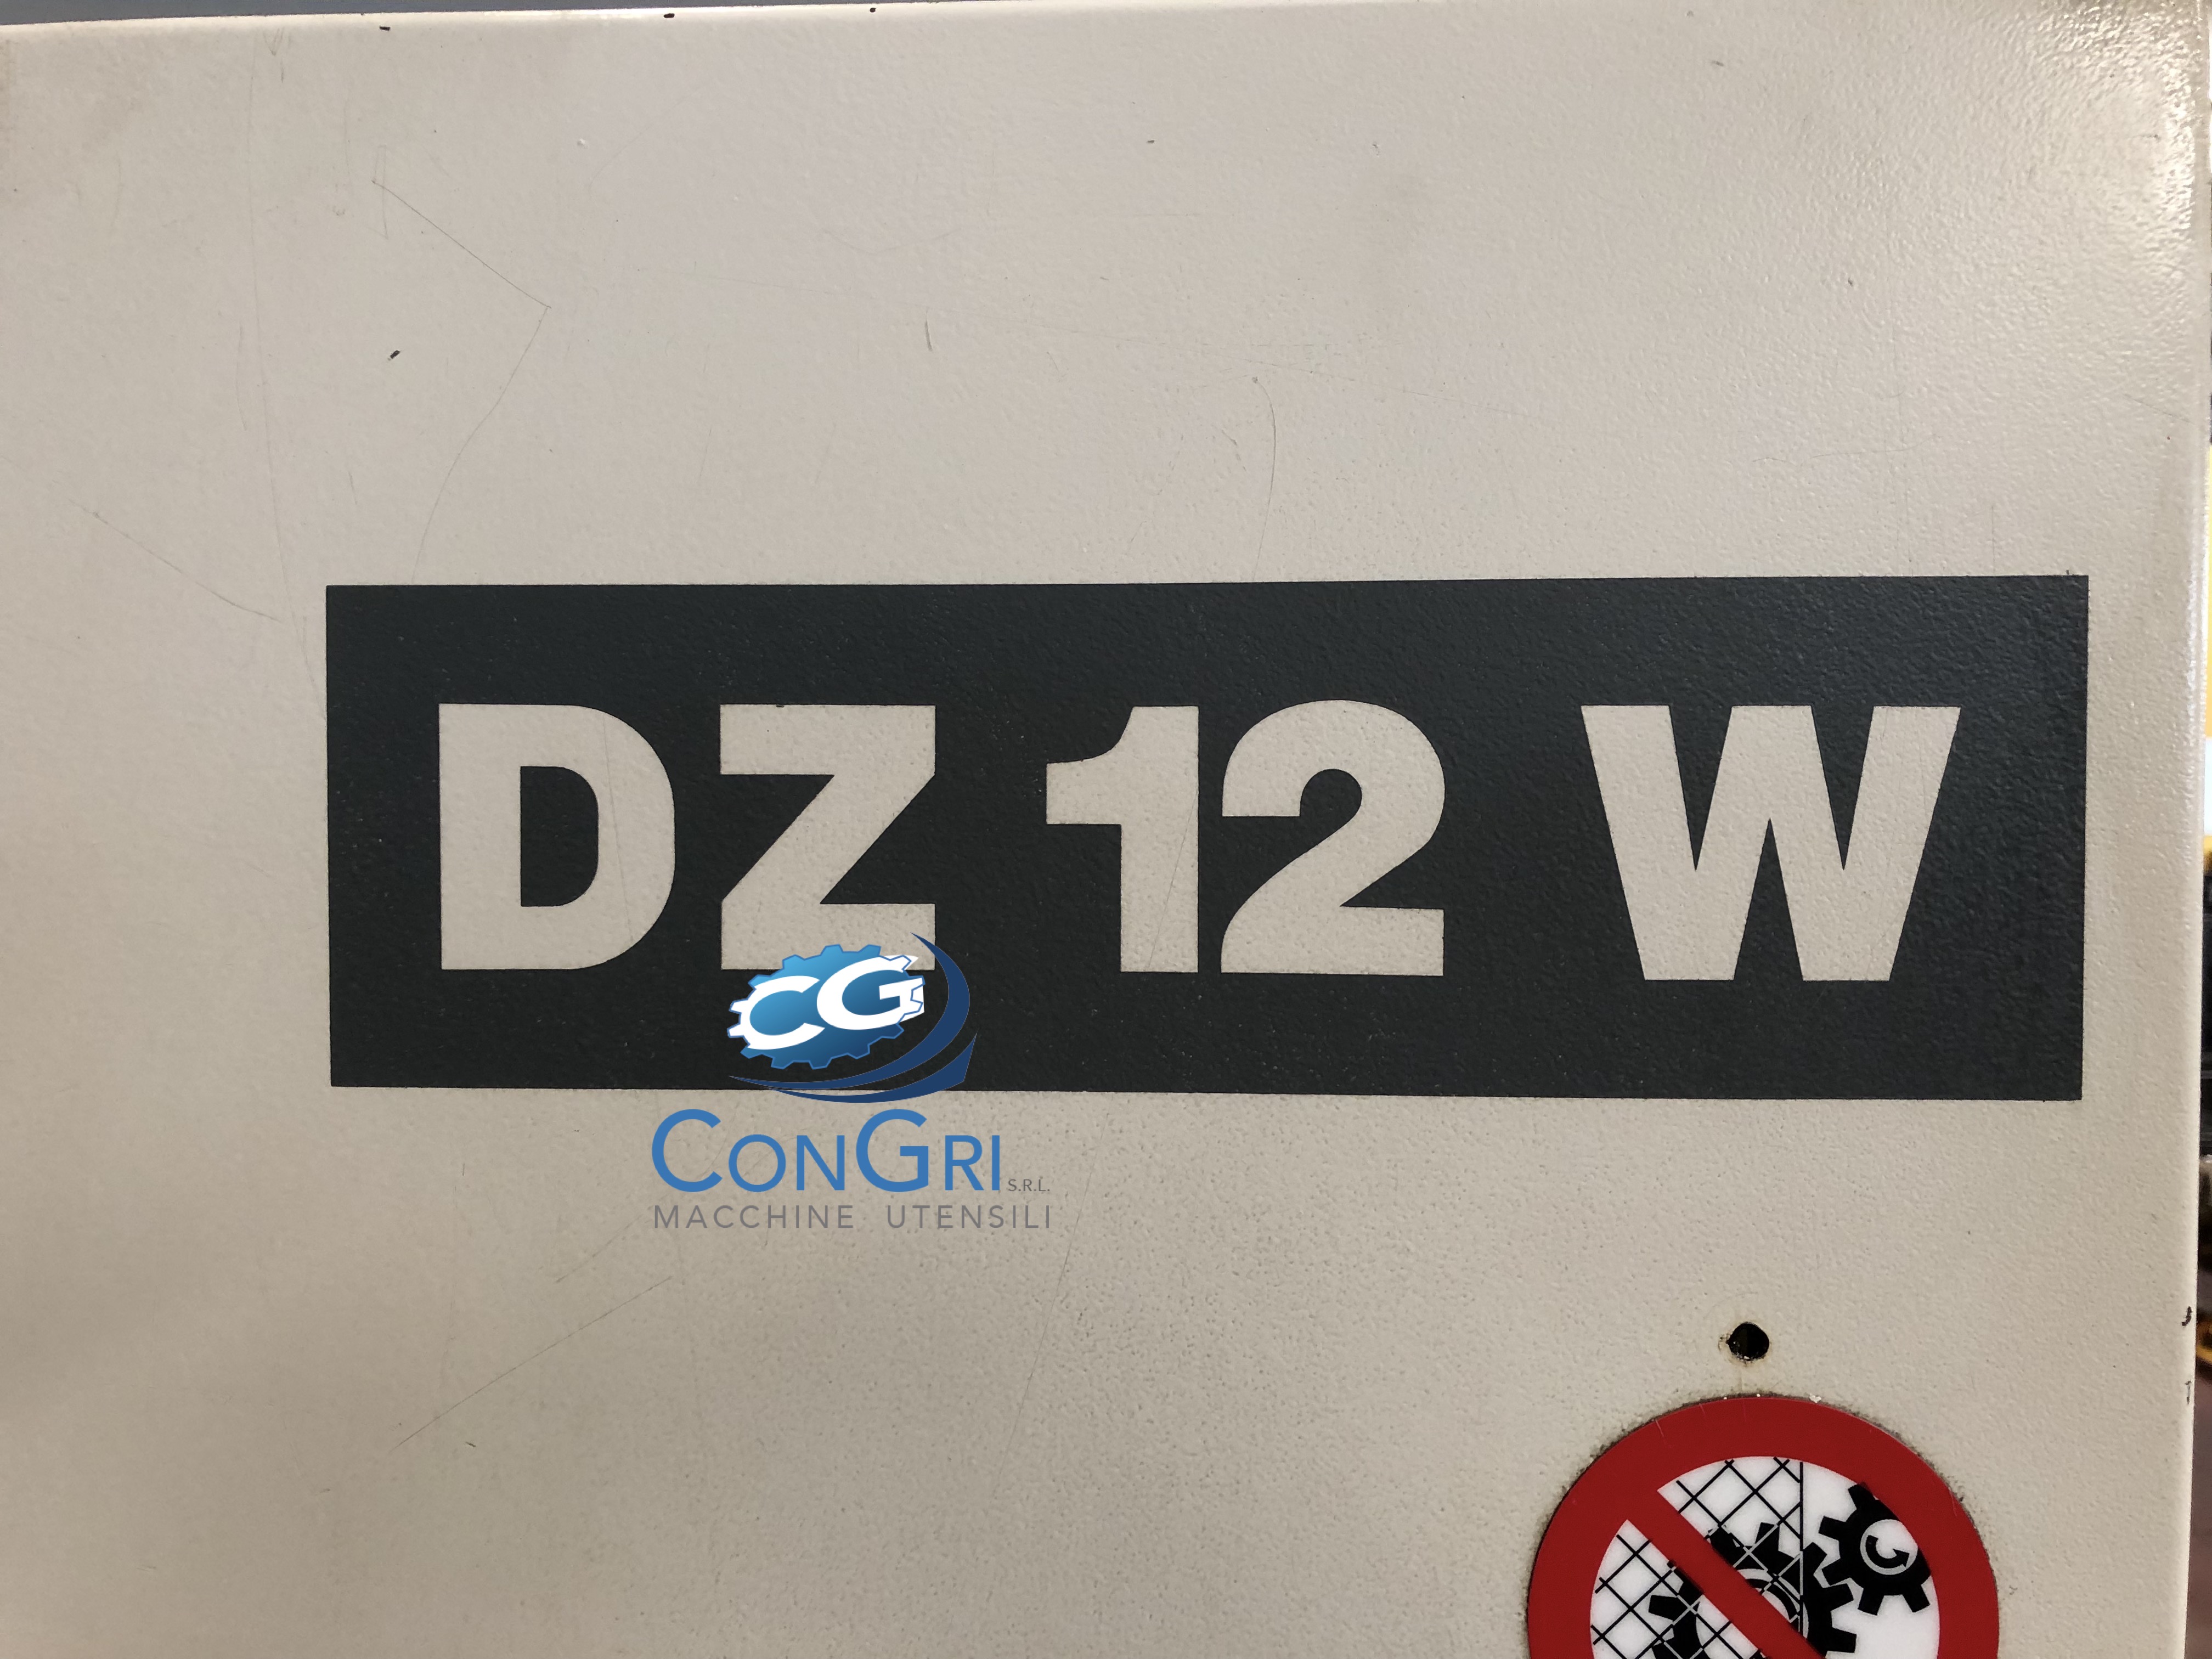 DZ 12 W
CG
CONGRI S.R.L.
MACCHINE UTENSILI